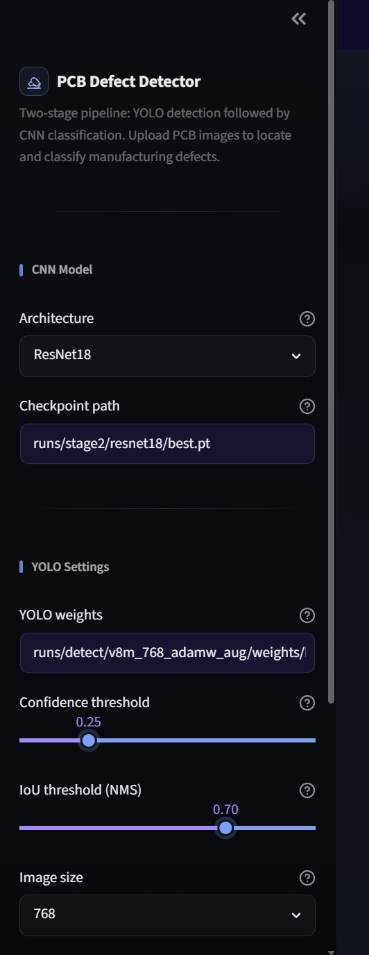 PCB Defect Detector
Two-stage pipeline: YOLO detection followed by
CNN classification. Upload PCB images to locate
and classify manufacturing defects.
CNN Model
Architecture
ResNet18
Checkpoint path
runs/stage2/resnet18/best.pt
YOLO Settings
YOLO weights
runs/detect/v8m_768_adamw_aug/weights/
Confidence threshold
0.25
IoU threshold (NMS)
0.70
Image size
768